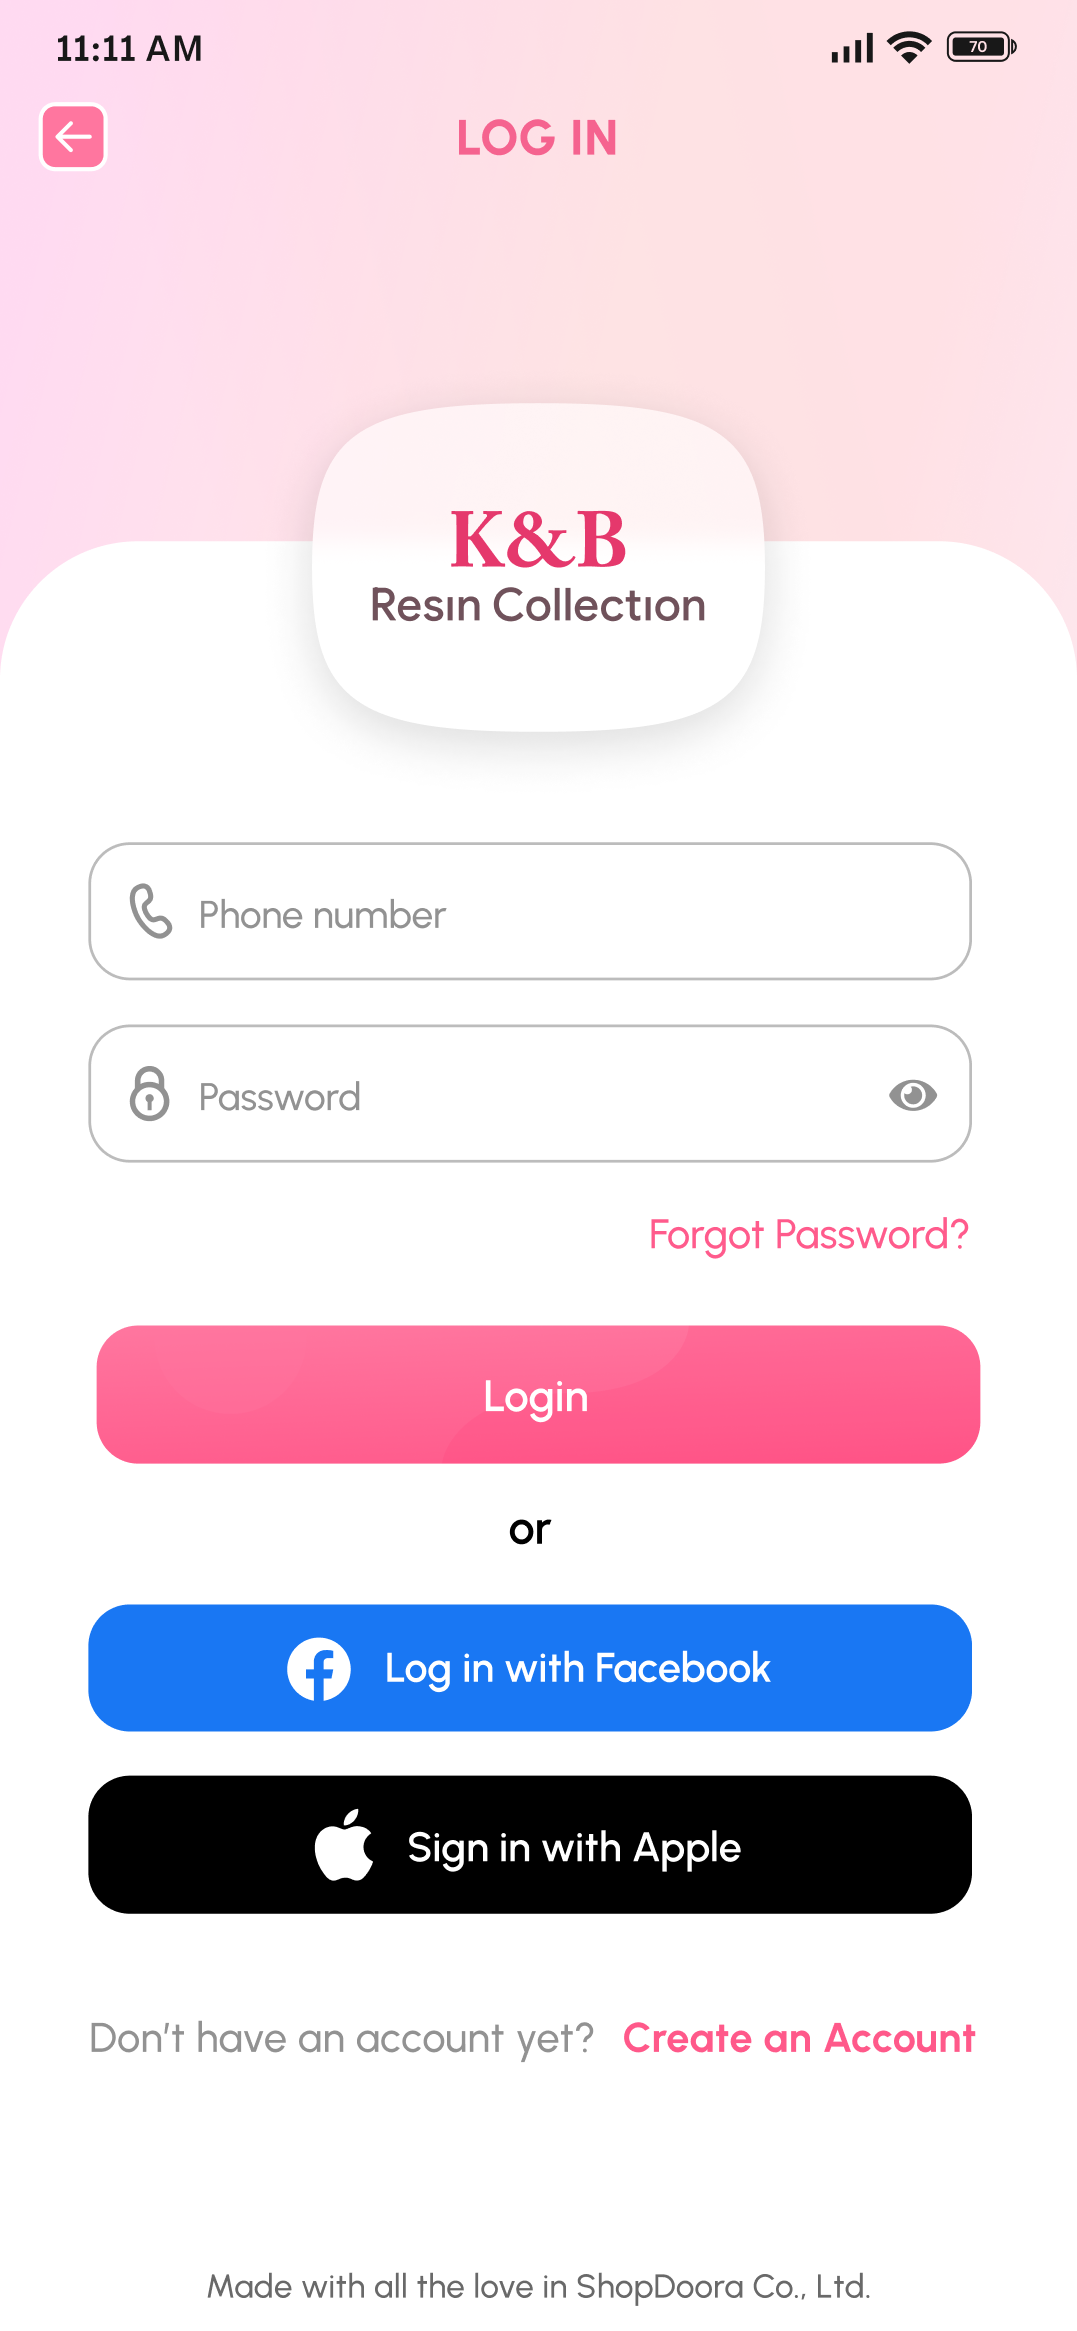 11:11 AM
70
LOG IN
K&B
Resın Collectıon
Phone number
Password
Forgot Password?
Login
or
Log in with Facebook
Sign in with Apple
Don't have an account yet? Create an Account
Made with all the love in ShopDoora Co., Ltd.